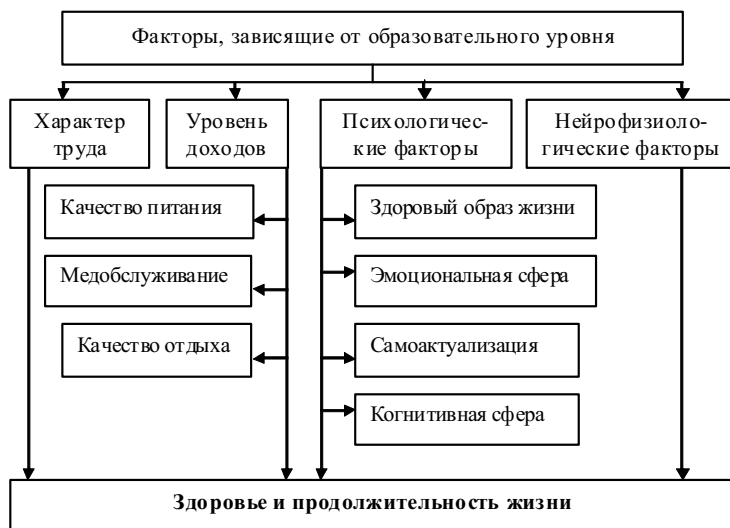 Факторы, зависящие от образовательного уровня
Характер
труда
Уровень
доходов
Психологичес-
кие факторы
Нейрофизиоло-
гические факторы
Качество питания
Здоровый образ жизни
Медобслуживание
Эмоциональная сфера
Качество отдыха
Самоактуализация
Когнитивная сфера
Здоровье и продолжительность жизни